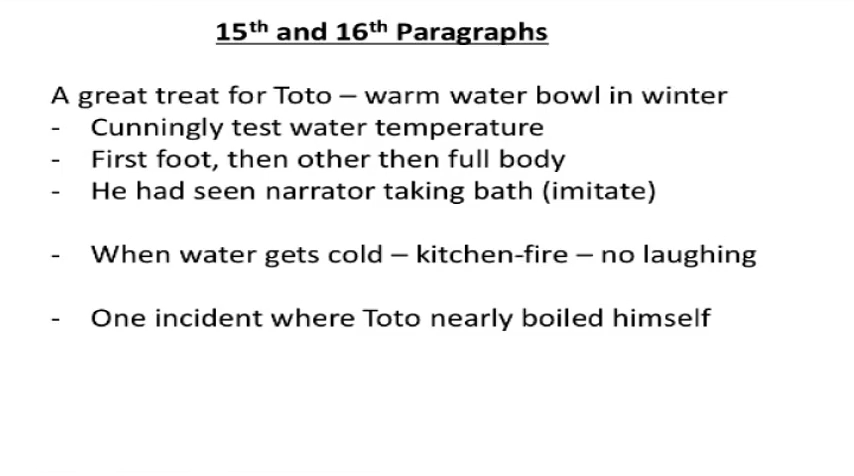 15th and 16th Paragraphs
A great treat for Toto – warm water bowl in winter
- Cunningly test water temperature
- First foot, then other then full body
- He had seen narrator taking bath (imitate)
- When water gets cold – kitchen-fire – no laughing
- One incident where Toto nearly boiled himself